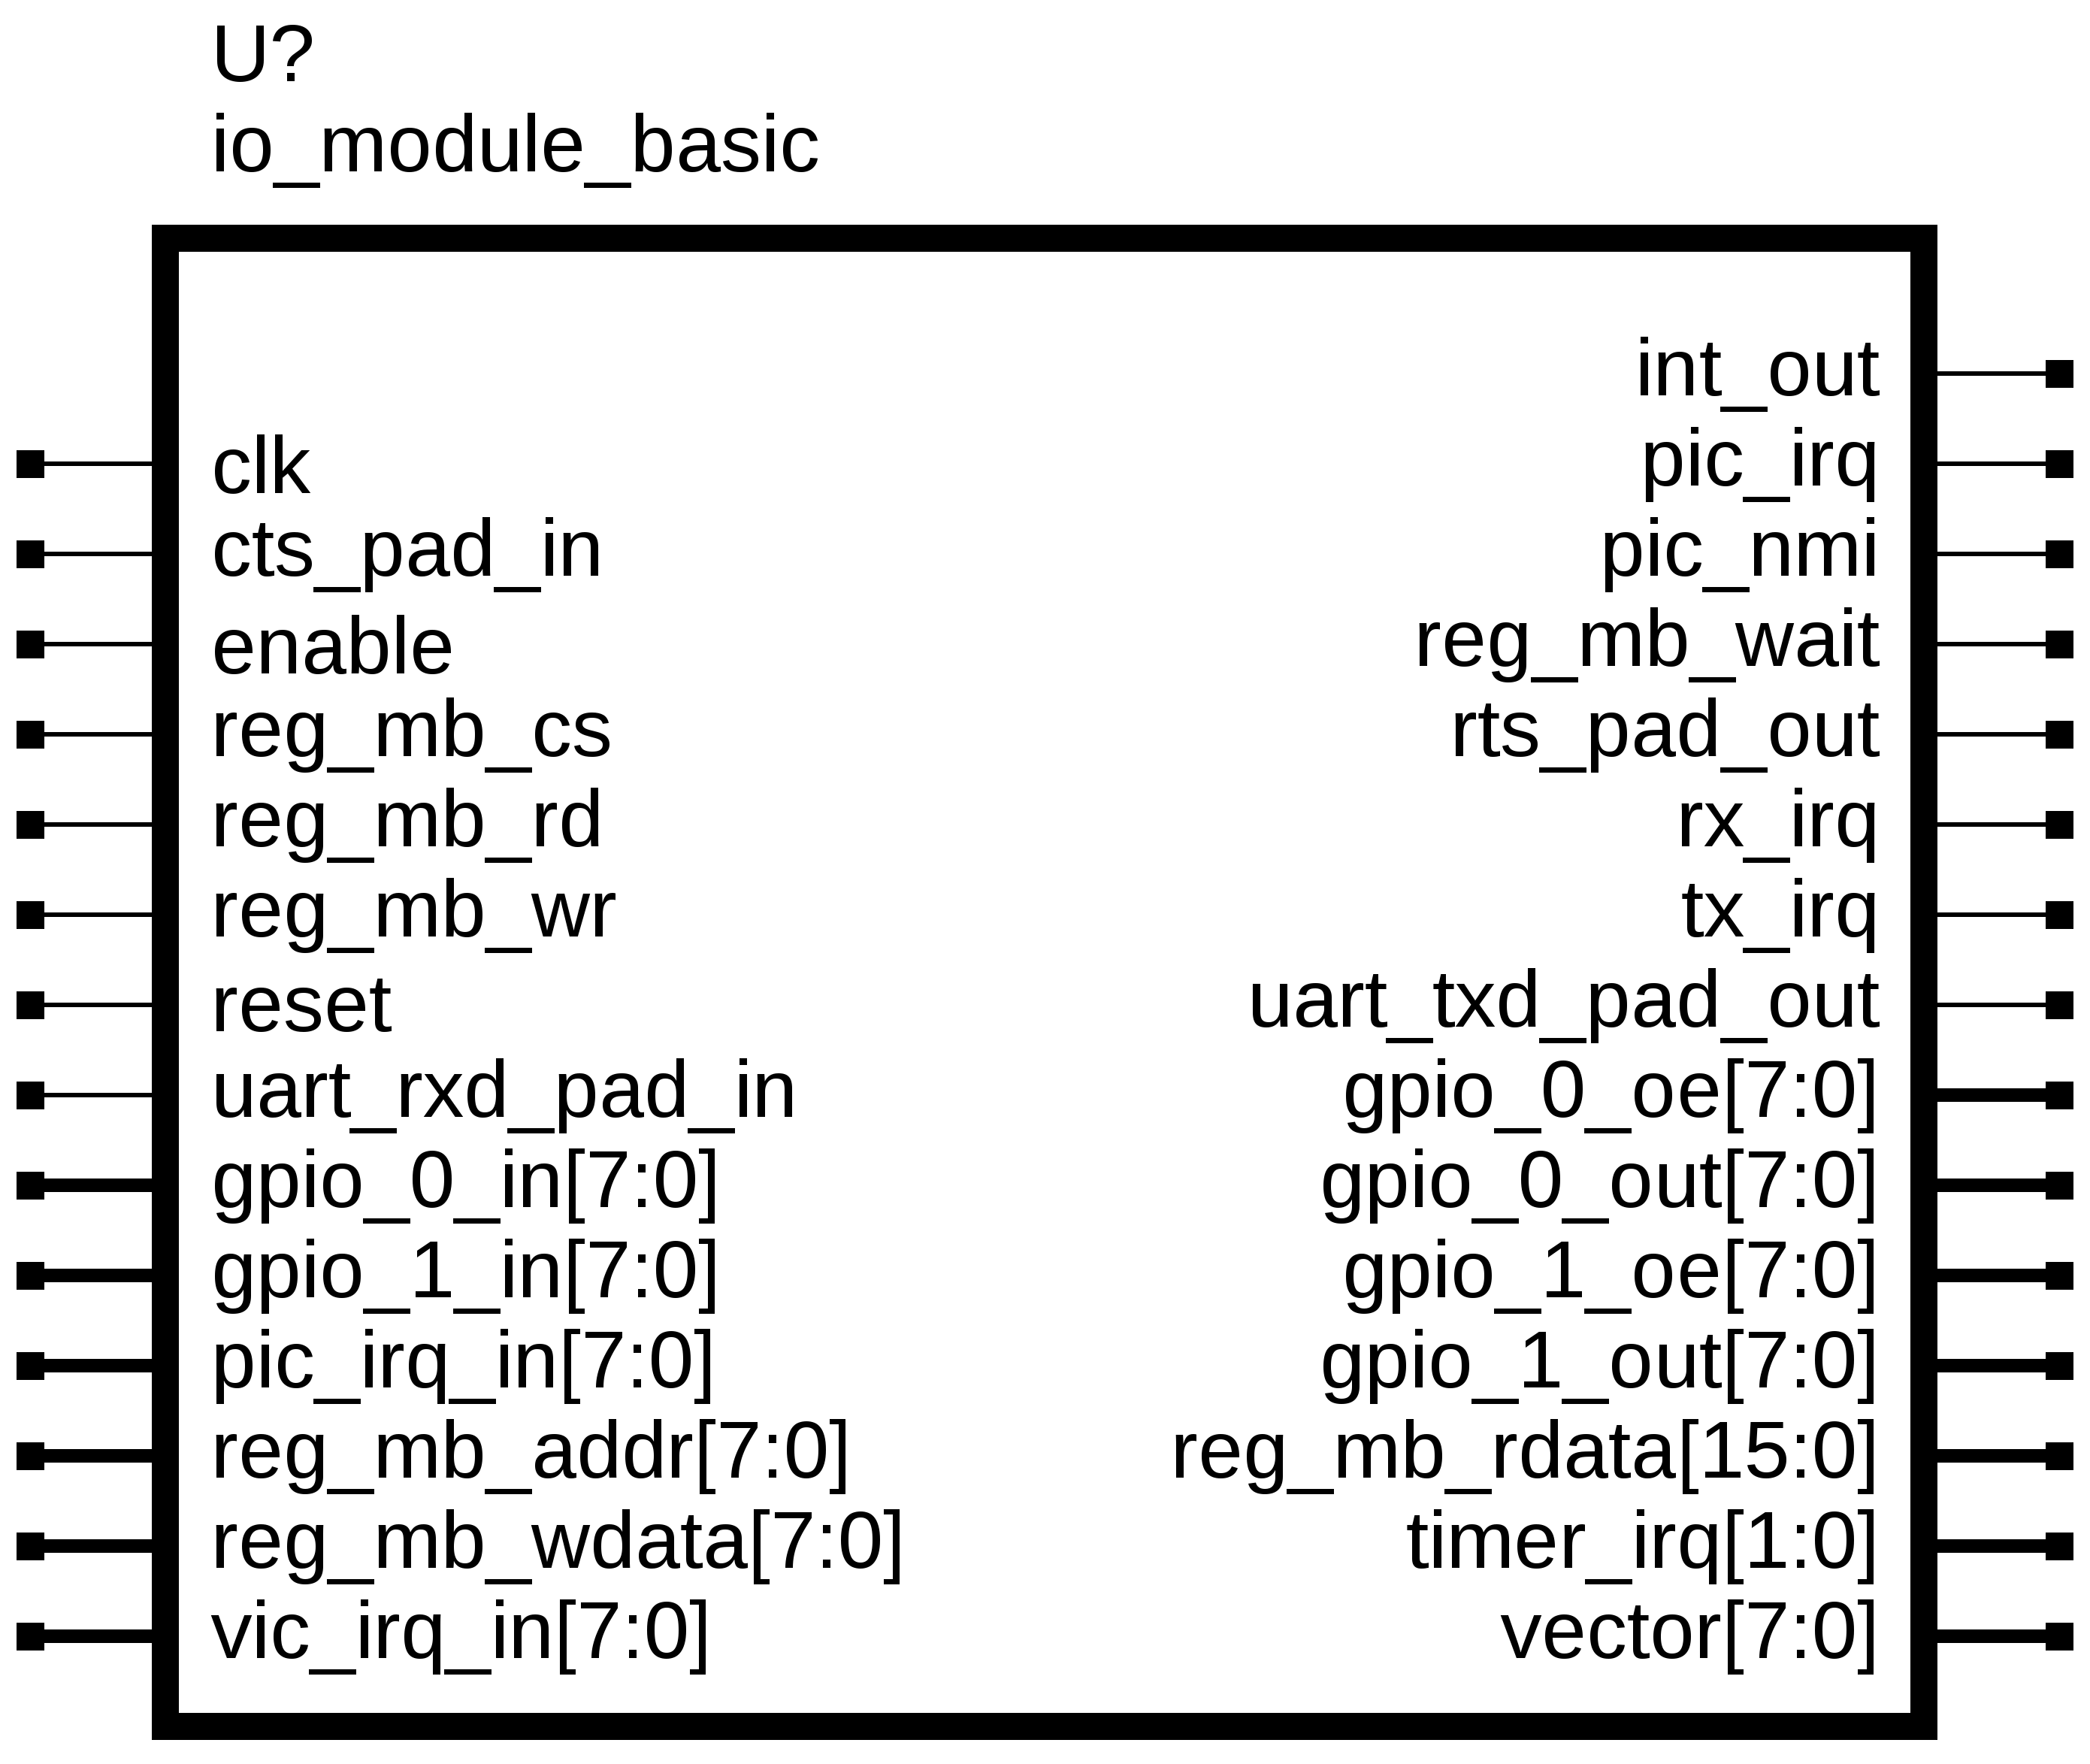 U?
io_module_basic
int_out
clk
pic_irq
cts_pad_in
pic_nmi
enable
reg_mb_wait
reg_mb_cs
rts_pad_out
reg_mb_rd
rx_irq
reg_mb_wr
tx_irq
reset
uart_txd_pad_out
uart_rxd_pad_in
gpio_0_oe[7:0]
gpio_0_in[7:0]
gpio_0_out[7:0]
gpio_1_in[7:0]
gpio_1_oe[7:0]
pic_irq_in[7:0]
gpio_1_out[7:0]
reg_mb_addr[7:0]
reg_mb_rdata[15:0]
reg_mb_wdata[7:0]
timer_irq[1:0]
vic_irq_in[7:0]
vector[7:0]